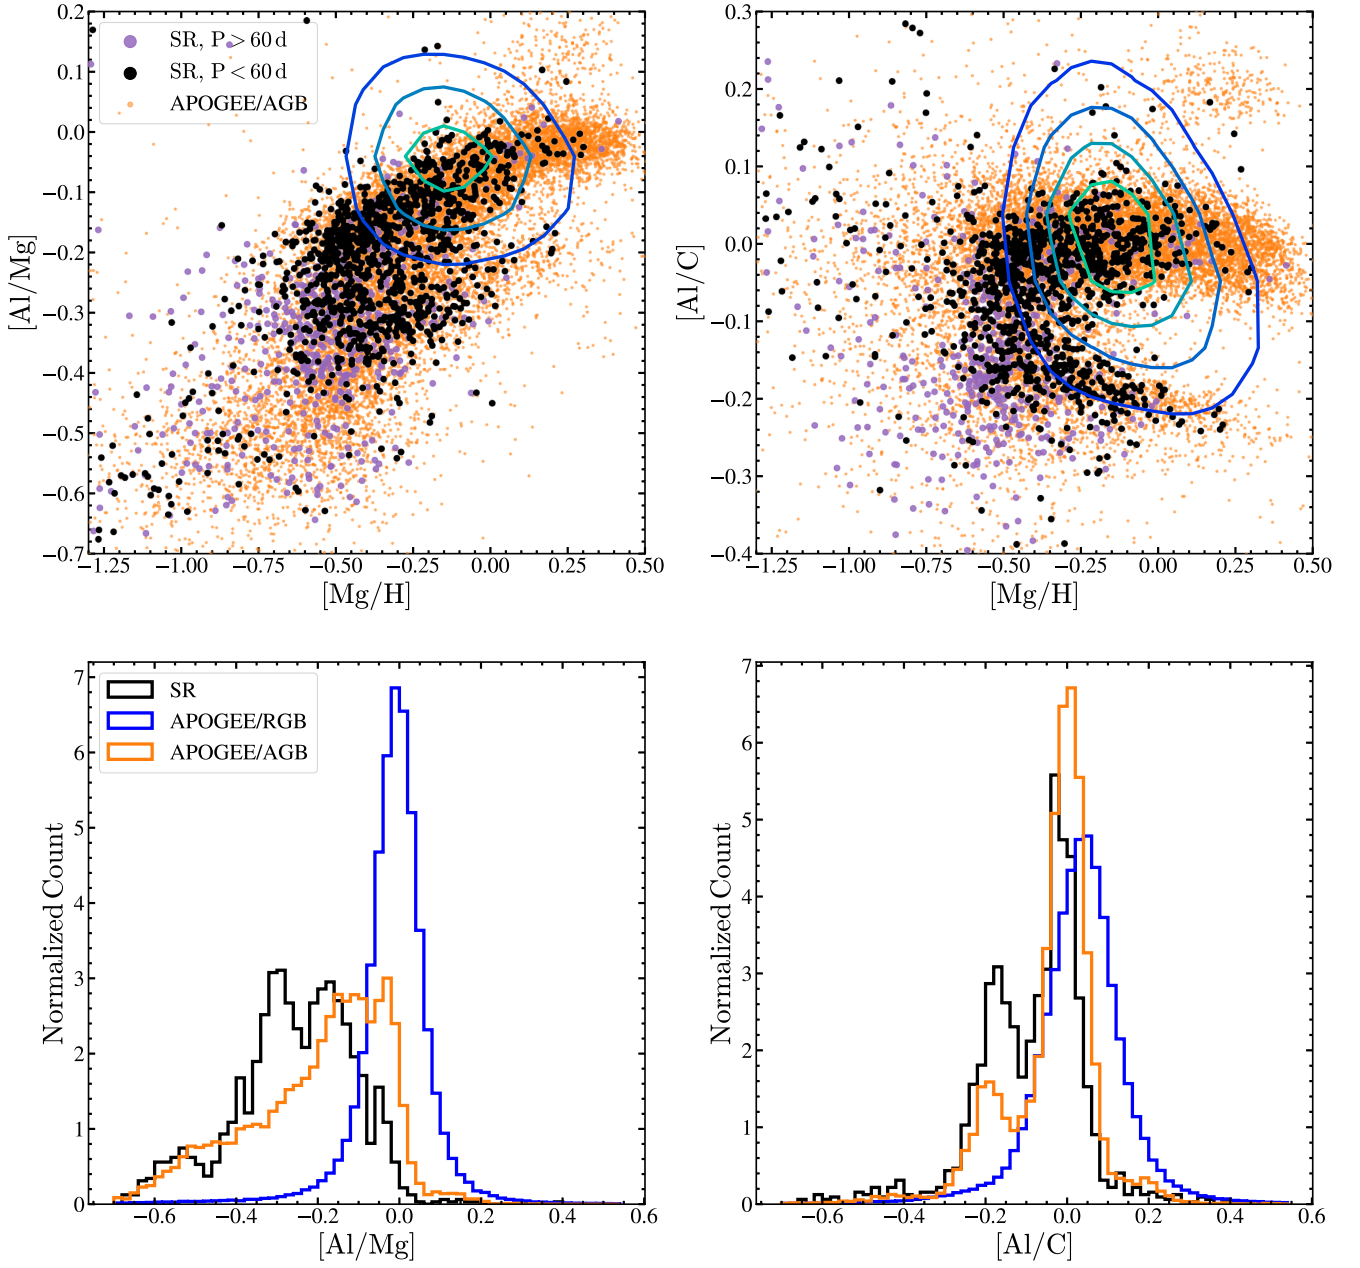 0.2
0.1
0.0
−0.1
−0.2
−0.3
−0.4
−0.5
−0.6
−0.7
[Al/Mg]
SR, P > 60 d
SR, P < 60 d
APOGEE/AGB
−1.25 −1.00 −0.75 −0.50 −0.25 0.00 0.25 0.50
[Mg/H]
0.3
0.2
0.1
0.0
−0.1
−0.2
−0.3
−0.4
[Al/C]
−1.25 −1.00 −0.75 −0.50 −0.25 0.00 0.25 0.50
[Mg/H]
7
6
5
4
3
2
1
0
Normalized Count
SR
APOGEE/RGB
APOGEE/AGB
−0.6 −0.4 −0.2 0.0 0.2 0.4 0.6
[Al/Mg]
7
6
5
4
3
2
1
0
Normalized Count
−0.6 −0.4 −0.2 0.0 0.2 0.4 0.6
[Al/C]